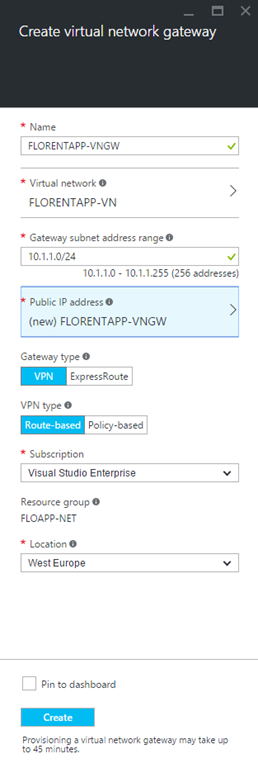 Create virtual network gateway
* Name
FLORENTAPP-VNGW
* Virtual network
FLORENTAPP-VN
* Gateway subnet address range
10.1.1.0/24
10.1.1.0 - 10.1.1.255 (256 addresses)
* Public IP address
(new) FLORENTAPP-VNGW
Gateway type
VPN ExpressRoute
VPN type
Route-based Policy-based
* Subscription
Visual Studio Enterprise
Resource group
FLOAPP-NET
* Location
West Europe
Pin to dashboard
Create
Provisioning a virtual network gateway may take up
to 45 minutes.